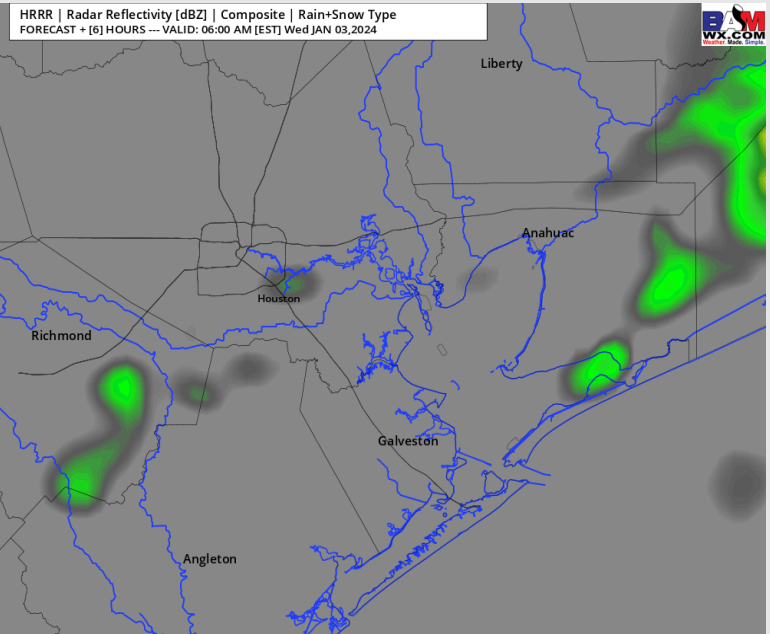 HRRR | Radar Reflectivity [dBZ] | Composite | Rain+Snow Type
FORECAST + [6] HOURS --- VALID: 06:00 AM [EST] Wed JAN 03,2024
BAM
WX.COM
Weather. Made. Simple.
Liberty
Anahuac
Houston
Richmond
Galveston
Angleton